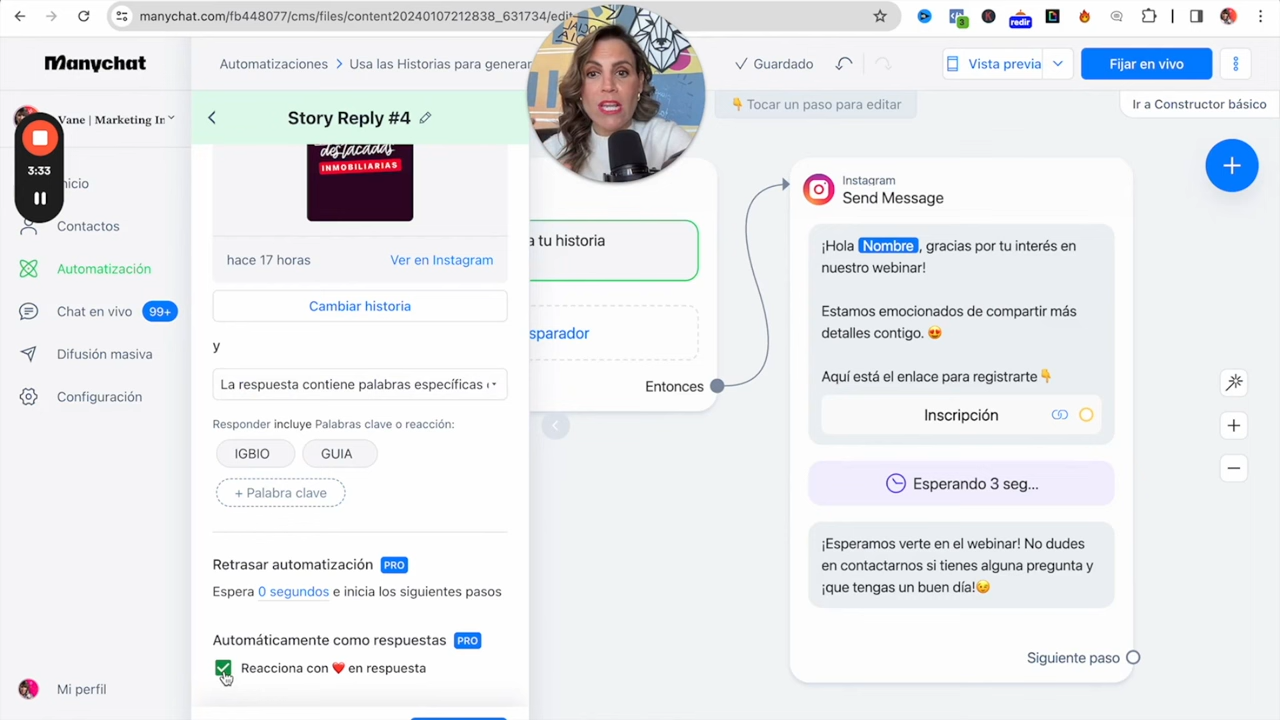 manychat.com/fb448077/cms/files/content20240107212838_631734/edit
3
redir
Manychat
Automatizaciones > Usa las Historias para generar
Guardado
Vista previa
Fijar en vivo
Vane | Marketing In
3:33
nicio
Contactos
Automatización
Chat en vivo 99+
Difusión masiva
Configuración
Mi perfil
Story Reply #4
destacadas
INMOBILIARIAS
hace 17 horas
Ver en Instagram
Cambiar historia
y
La respuesta contiene palabras específicas
Responder incluye Palabras clave o reacción:
IGBIO
GUIA
+ Palabra clave
Retrasar automatización PRO
Espera 0 segundos e inicia los siguientes pasos
Automáticamente como respuestas PRO
Reacciona con ❤️ en respuesta
👇 Tocar un paso para editar
Ir a Constructor básico
a tu historia
sparador
Entonces
Instagram
Send Message
¡Hola Nombre, gracias por tu interés en
nuestro webinar!
Estamos emocionados de compartir más
detalles contigo. 😍
Aquí está el enlace para registrarte👇
Inscripción
Esperando 3 seg...
¡Esperamos verte en el webinar! No dudes
en contactarnos si tienes alguna pregunta y
¡que tengas un buen día!😉
Siguiente paso